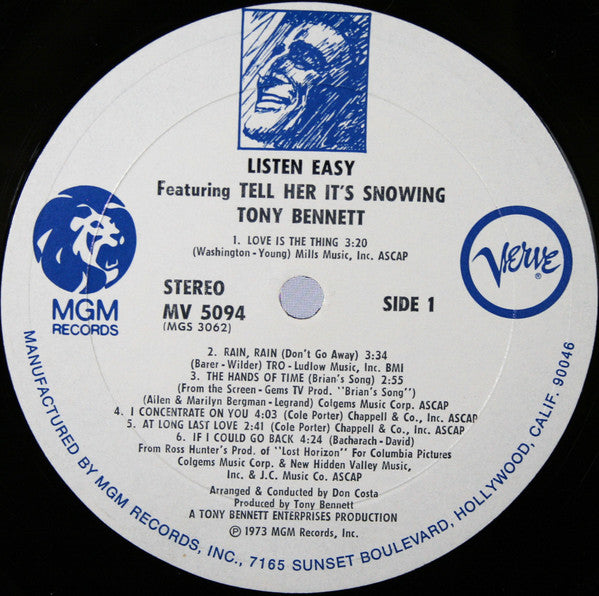 LISTEN EASY
Featuring TELL HER IT'S SNOWING
TONY BENNETT
1. LOVE IS THE THING 3:20
(Washington - Young) Mills Music, Inc. ASCAP
MGM
RECORDS
STEREO
MV 5094
(MGS 3062)
SIDE 1
Verve
®
2. RAIN, RAIN (Don't Go Away) 3:34
(Barer - Wilder) TRO - Ludlow Music, Inc. BMI
3. THE HANDS OF TIME (Brian's Song) 2:55
(From the Screen - Gems TV Prod. "Brian's Song")
(Allen & Marilyn Bergman - Legrand) Colgems Music Corp. ASCAP
4. I CONCENTRATE ON YOU 4:03 (Cole Porter) Chappell & Co., Inc. ASCAP
5. AT LONG LAST LOVE 2:41 (Cole Porter) Chappell & Co., Inc. ASCAP
6. IF I COULD GO BACK 4:24 (Bacharach - David)
From Ross Hunter's Prod. of "Lost Horizon" For Columbia Pictures
Colgems Music Corp. & New Hidden Valley Music,
Inc. & J.C. Music Co. ASCAP
Arranged & Conducted by Don Costa
Produced by Tony Bennett
A TONY BENNETT ENTERPRISES PRODUCTION
℗ 1973 MGM Records, Inc.
MANUFACTURED BY MGM RECORDS, INC., 7165 SUNSET BOULEVARD, HOLLYWOOD, CALIF. 90046